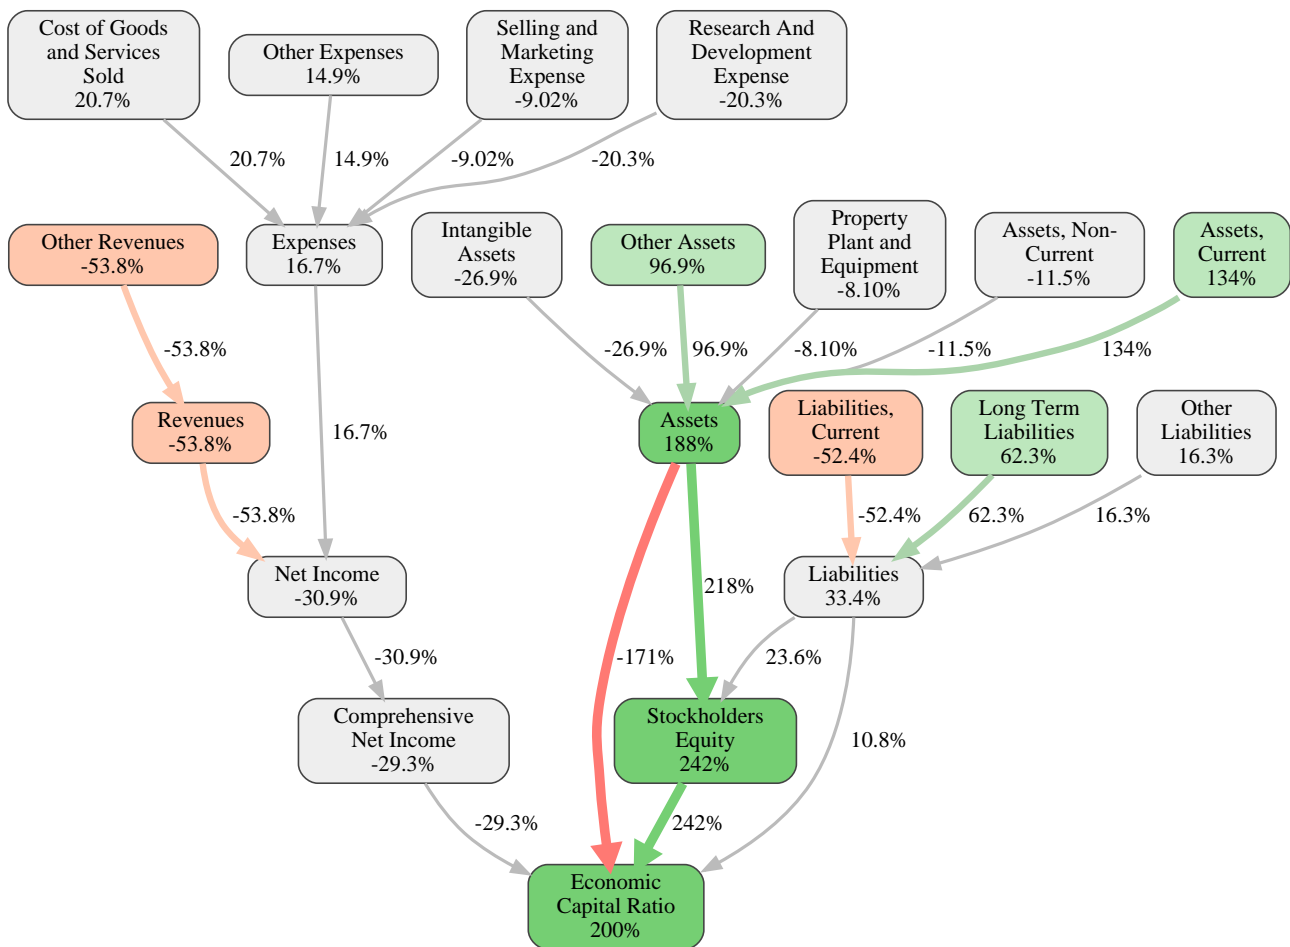 Cost of Goods
and Services
Sold
20.7%
Other Expenses
14.9%
Selling and
Marketing
Expense
-9.02%
Research And
Development
Expense
-20.3%
20.7%
14.9%
-9.02%
-20.3%
Other Revenues
-53.8%
Expenses
16.7%
Intangible
Assets
-26.9%
Other Assets
96.9%
Property
Plant and
Equipment
-8.10%
Assets, Non-
Current
-11.5%
Assets,
Current
134%
-53.8%
-26.9%
96.9%
-8.10%
-11.5%
134%
Revenues
-53.8%
16.7%
Assets
188%
Liabilities,
Current
-52.4%
Long Term
Liabilities
62.3%
Other
Liabilities
16.3%
-53.8%
-52.4%
62.3%
16.3%
Net Income
-30.9%
218%
Liabilities
33.4%
-30.9%
-171%
23.6%
Comprehensive
Net Income
-29.3%
Stockholders
Equity
242%
10.8%
-29.3%
242%
Economic
Capital Ratio
200%